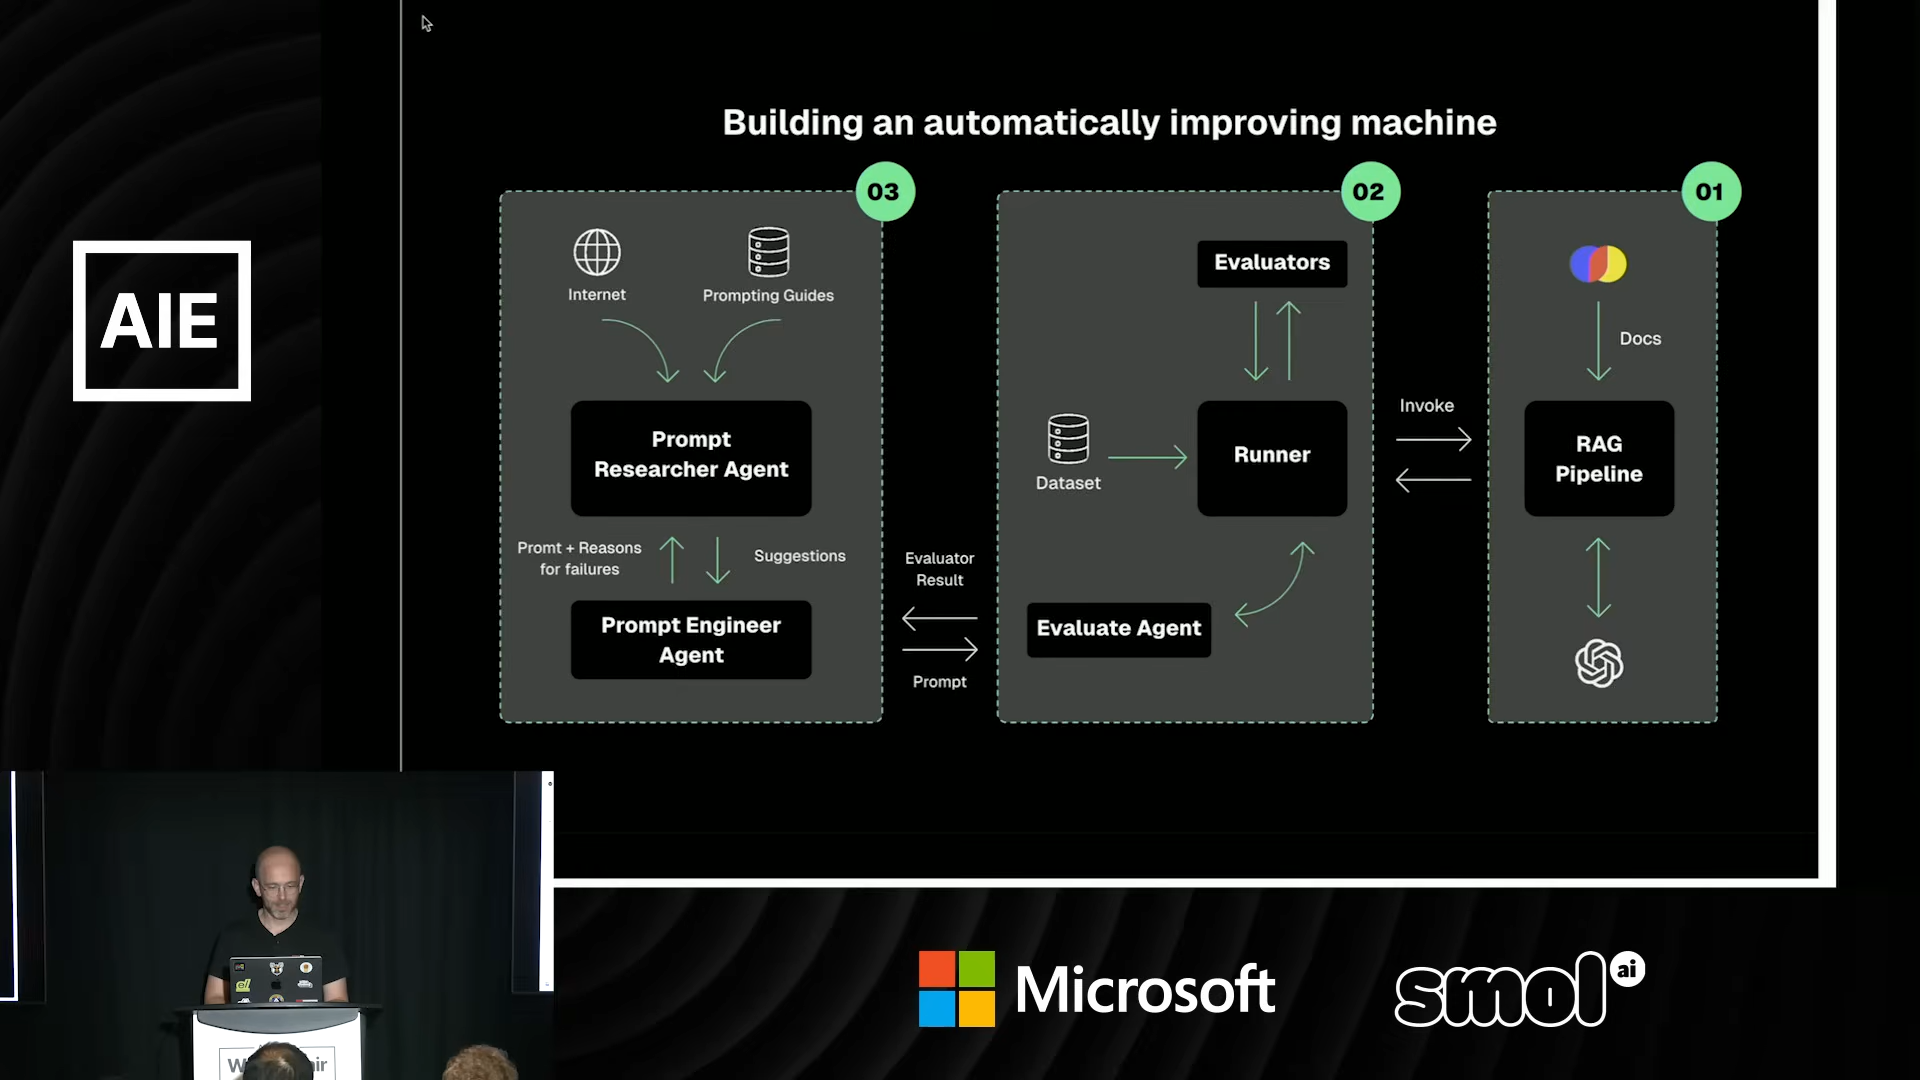 AIE
Building an automatically improving machine
03
Internet
Prompting Guides
Prompt
Researcher Agent
Promt + Reasons
for failures
Suggestions
Prompt Engineer
Agent
Evaluator
Result
Prompt
02
Evaluators
Dataset
Runner
Evaluate Agent
Invoke
01
Docs
RAG
Pipeline
Microsoft
smol ai